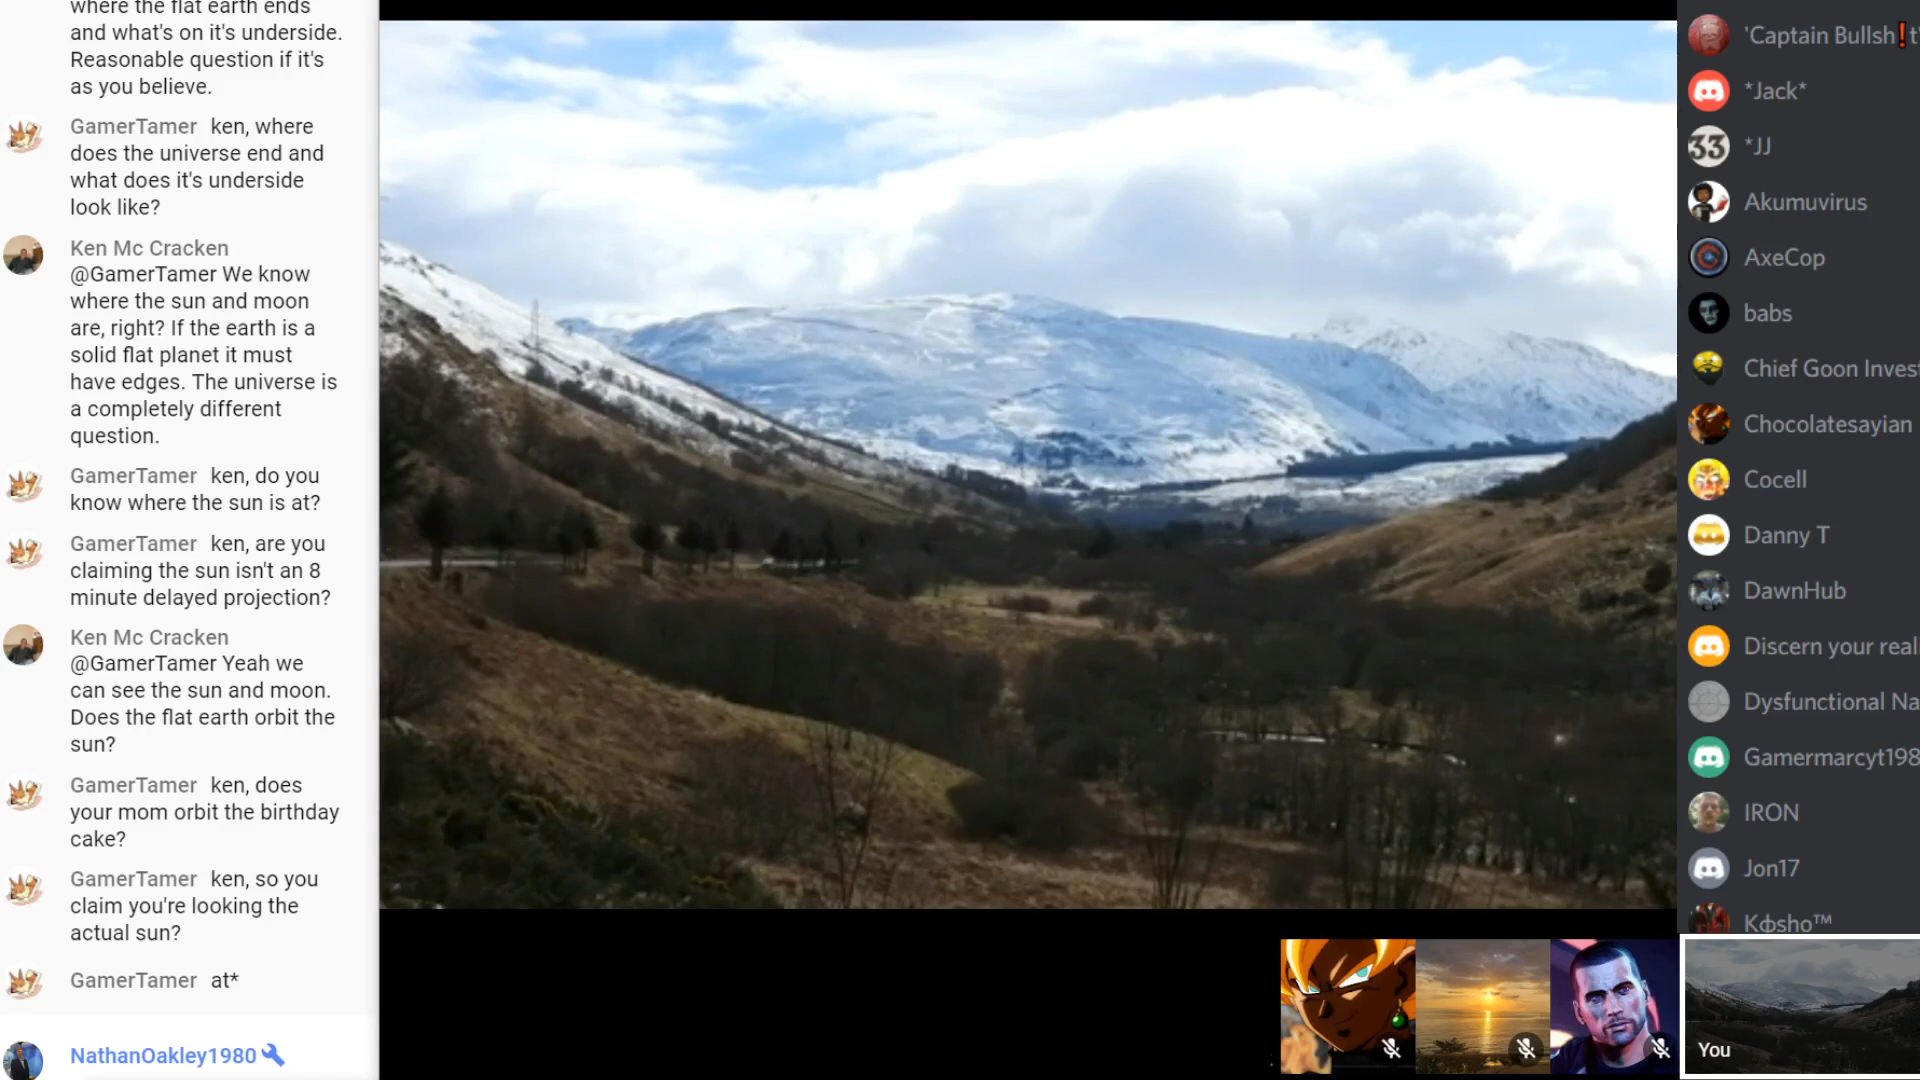 where the flat earth ends
and what's on it's underside.
Reasonable question if it's
as you believe.
GamerTamer ken, where
does the universe end and
what does it's underside
look like?
Ken Mc Cracken
@GamerTamer We know
where the sun and moon
are, right? If the earth is a
solid flat planet it must
have edges. The universe is
a completely different
question.
GamerTamer ken, do you
know where the sun is at?
GamerTamer ken, are you
claiming the sun isn't an 8
minute delayed projection?
Ken Mc Cracken
@GamerTamer Yeah we
can see the sun and moon.
Does the flat earth orbit the
sun?
GamerTamer ken, does
your mom orbit the birthday
cake?
GamerTamer ken, so you
claim you're looking the
actual sun?
GamerTamer at*
NathanOakley1980
'Captain Bullsh❗t'
*Jack*
33
*JJ
Akumuvirus
AxeCop
babs
Chief Goon Invest
Chocolatesayian
Cocell
Danny T
DawnHub
Discern your reali
Dysfunctional Na
Gamermarcyt198
IRON
Jon17
Kфsho™
You